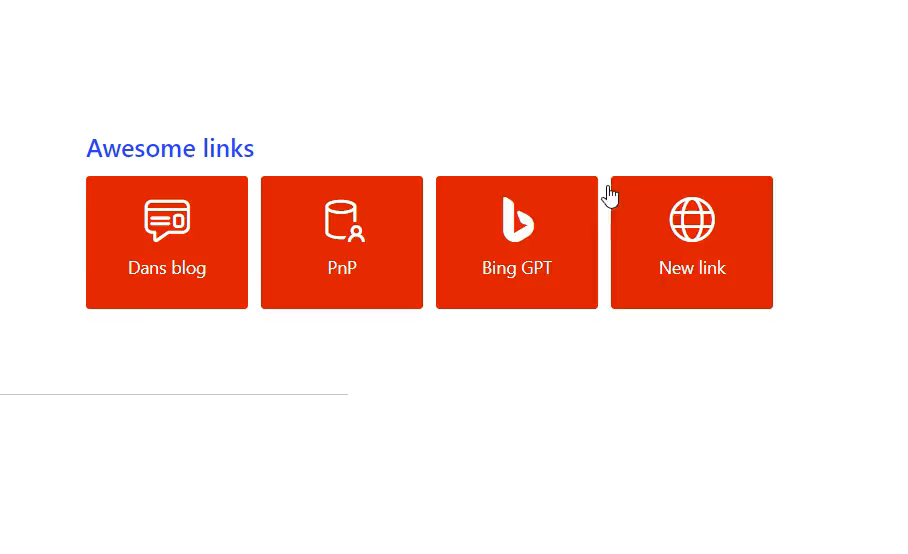 Awesome links
Dans blog
PnP
Bing GPT
New link